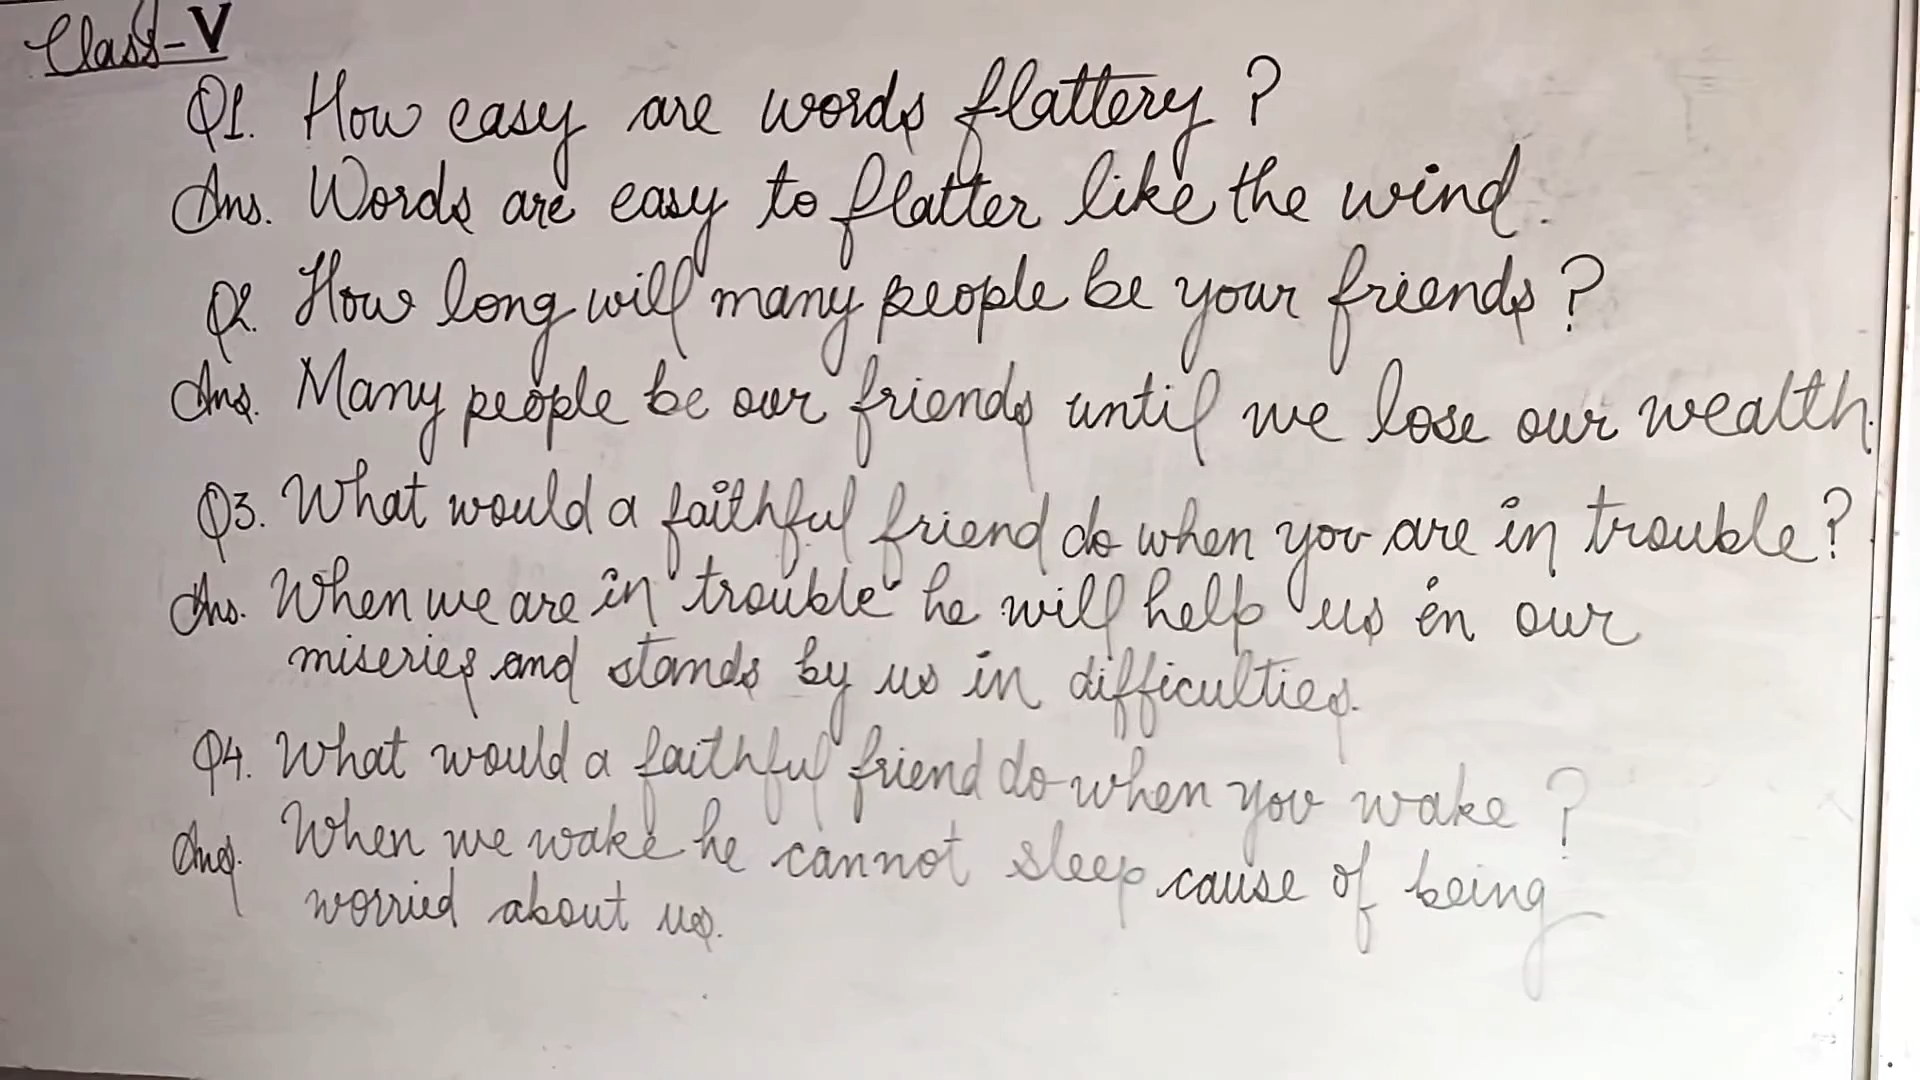 Class-V
Q1. How easy are words flattery?
Ans. Words are easy to flatter like the wind.
Q2. How long will many people be your friends?
Ans. Many people be our friends until we lose our wealth.
Q3. What would a faithful friend do when you are in trouble?
Ans. When we are in trouble he will help us in our
miseries and stands by us in difficulties.
Q4. What would a faithful friend do when you wake?
Ans. When we wake he cannot sleep cause of being
worried about us.